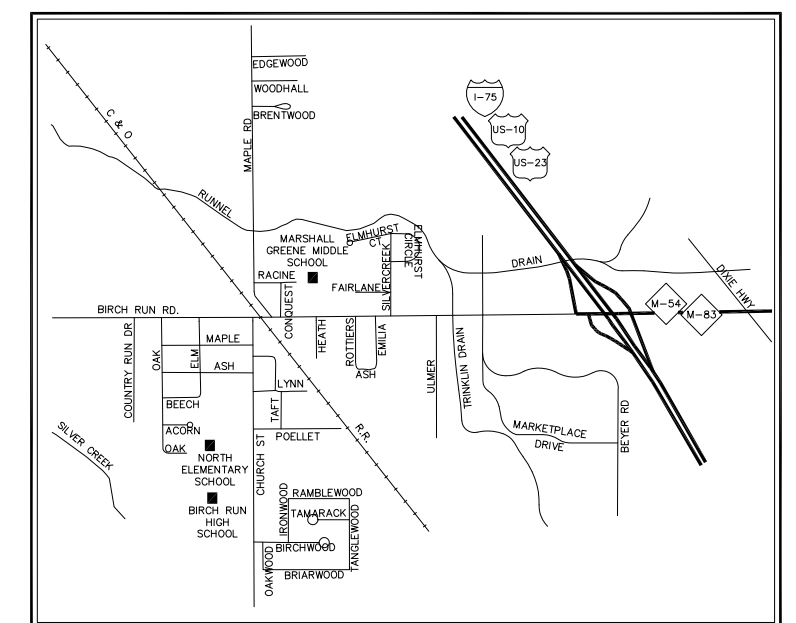 EDGEWOOD
WOODHALL
BRENTWOOD
MAPLE RD
C & O
I-75
US-10
US-23
RUNNEL
MARSHALL
GREENE MIDDLE
SCHOOL
ELMHURST
CT
ELMHURST
CIRCLE
SILVERCREEK
DRAIN
DIXIE HWY.
RACINE
FAIRLANE
CONQUEST
M-54
M-83
BIRCH RUN RD.
COUNTRY RUN DR
OAK
ELM
MAPLE
ASH
HEATH
ROTTIERS
EMILIA
ASH
ULMER
TRINKLIN DRAIN
LYNN
TAFT
BEECH
ACORN
OAK
POELLET
R.R.
MARKETPLACE
DRIVE
BEYER RD
SILVER CREEK
NORTH
ELEMENTARY
SCHOOL
CHURCH ST
BIRCH RUN
HIGH
SCHOOL
IRONWOOD
RAMBLEWOOD
TAMARACK
TANGLEWOOD
BIRCHWOOD
OAKWOOD
BRIARWOOD